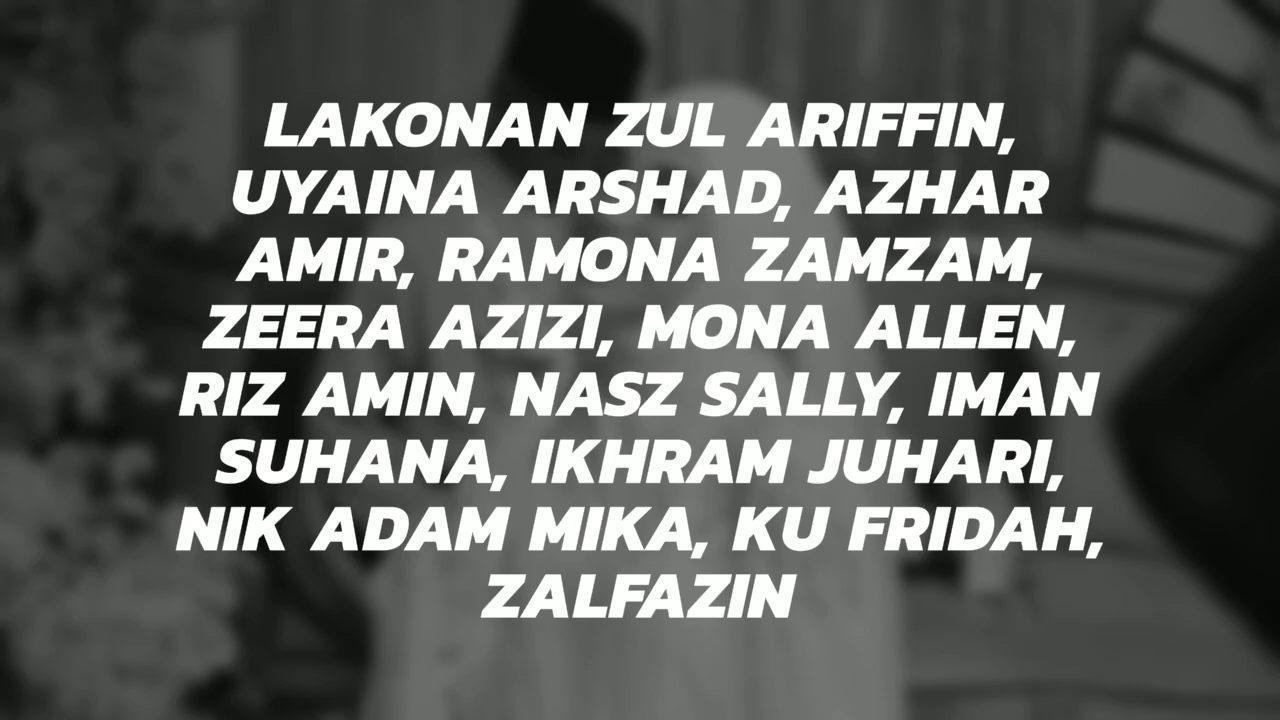 LAKONAN ZUL ARIFFIN,
UYAINA ARSHAD, AZHAR
AMIR, RAMONA ZAMZAM,
ZEERA AZIZI, MONA ALLEN,
RIZ AMIN, NASZ SALLY, IMAN
SUHANA, IKHRAM JUHARI,
NIK ADAM MIKA, KU FRIDAH,
ZALFAZIN